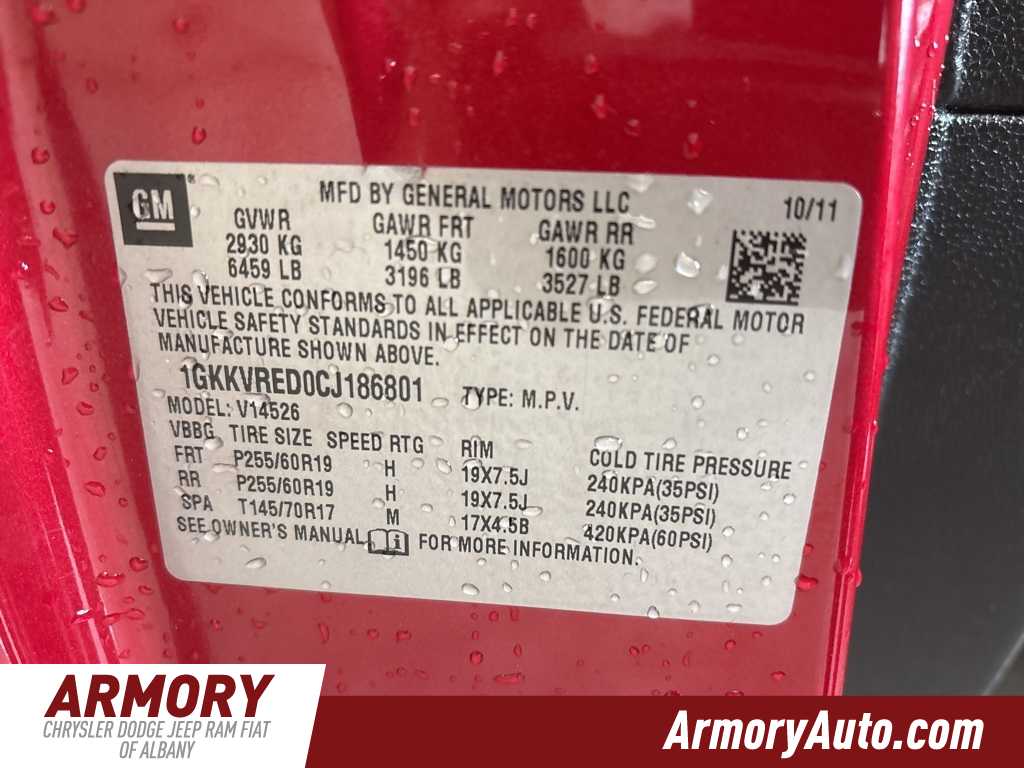 GM ®
MFD BY GENERAL MOTORS LLC 10/11
GVWR GAWR FRT GAWR RR
2930 KG 1450 KG 1600 KG
6459 LB 3196 LB 3527 LB
THIS VEHICLE CONFORMS TO ALL APPLICABLE U.S. FEDERAL MOTOR
VEHICLE SAFETY STANDARDS IN EFFECT ON THE DATE OF
MANUFACTURE SHOWN ABOVE.
1GKKVRED0CJ186801 TYPE: M.P.V.
MODEL: V14526
VBBG TIRE SIZE SPEED RTG RIM COLD TIRE PRESSURE
FRT P255/60R19 H 19X7.5J 240KPA(35PSI)
RR P255/60R19 H 19X7.5J 240KPA(35PSI)
SPA T145/70R17 M 17X4.5B 420KPA(60PSI)
SEE OWNER'S MANUAL i FOR MORE INFORMATION.
ARMORY
CHRYSLER DODGE JEEP RAM FIAT
OF ALBANY
ArmoryAuto.com